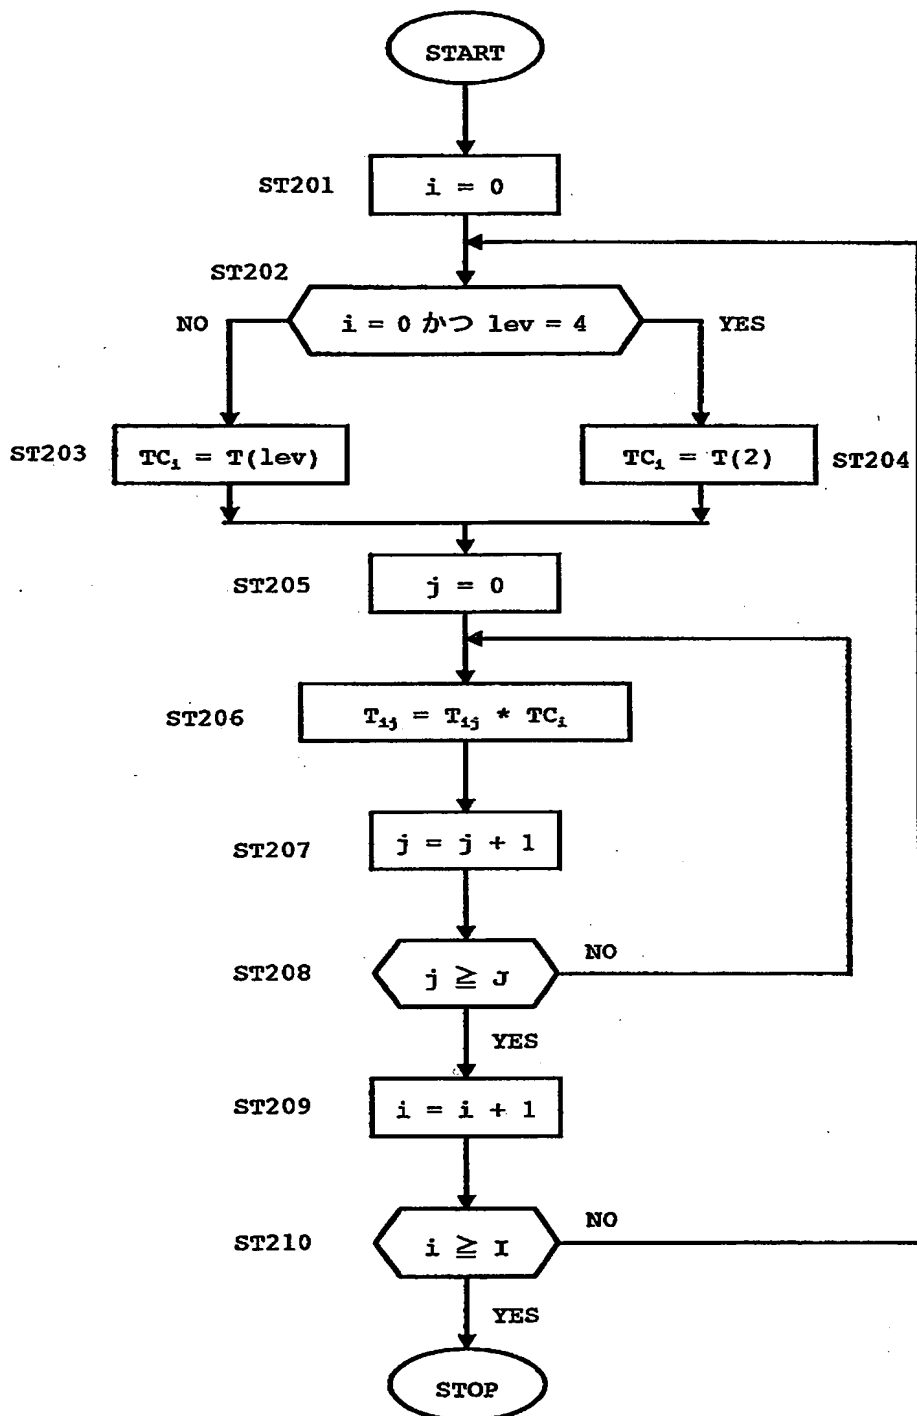 START
ST201
i = 0
ST202
NO
i = 0 かつ lev = 4
YES
ST203
TCi = T(lev)
TCi = T(2)
ST204
ST205
j = 0
ST206
Tij = Tij * TCi
ST207
j = j + 1
ST208
j ≧ J
NO
YES
ST209
i = i + 1
ST210
i ≧ I
NO
YES
STOP